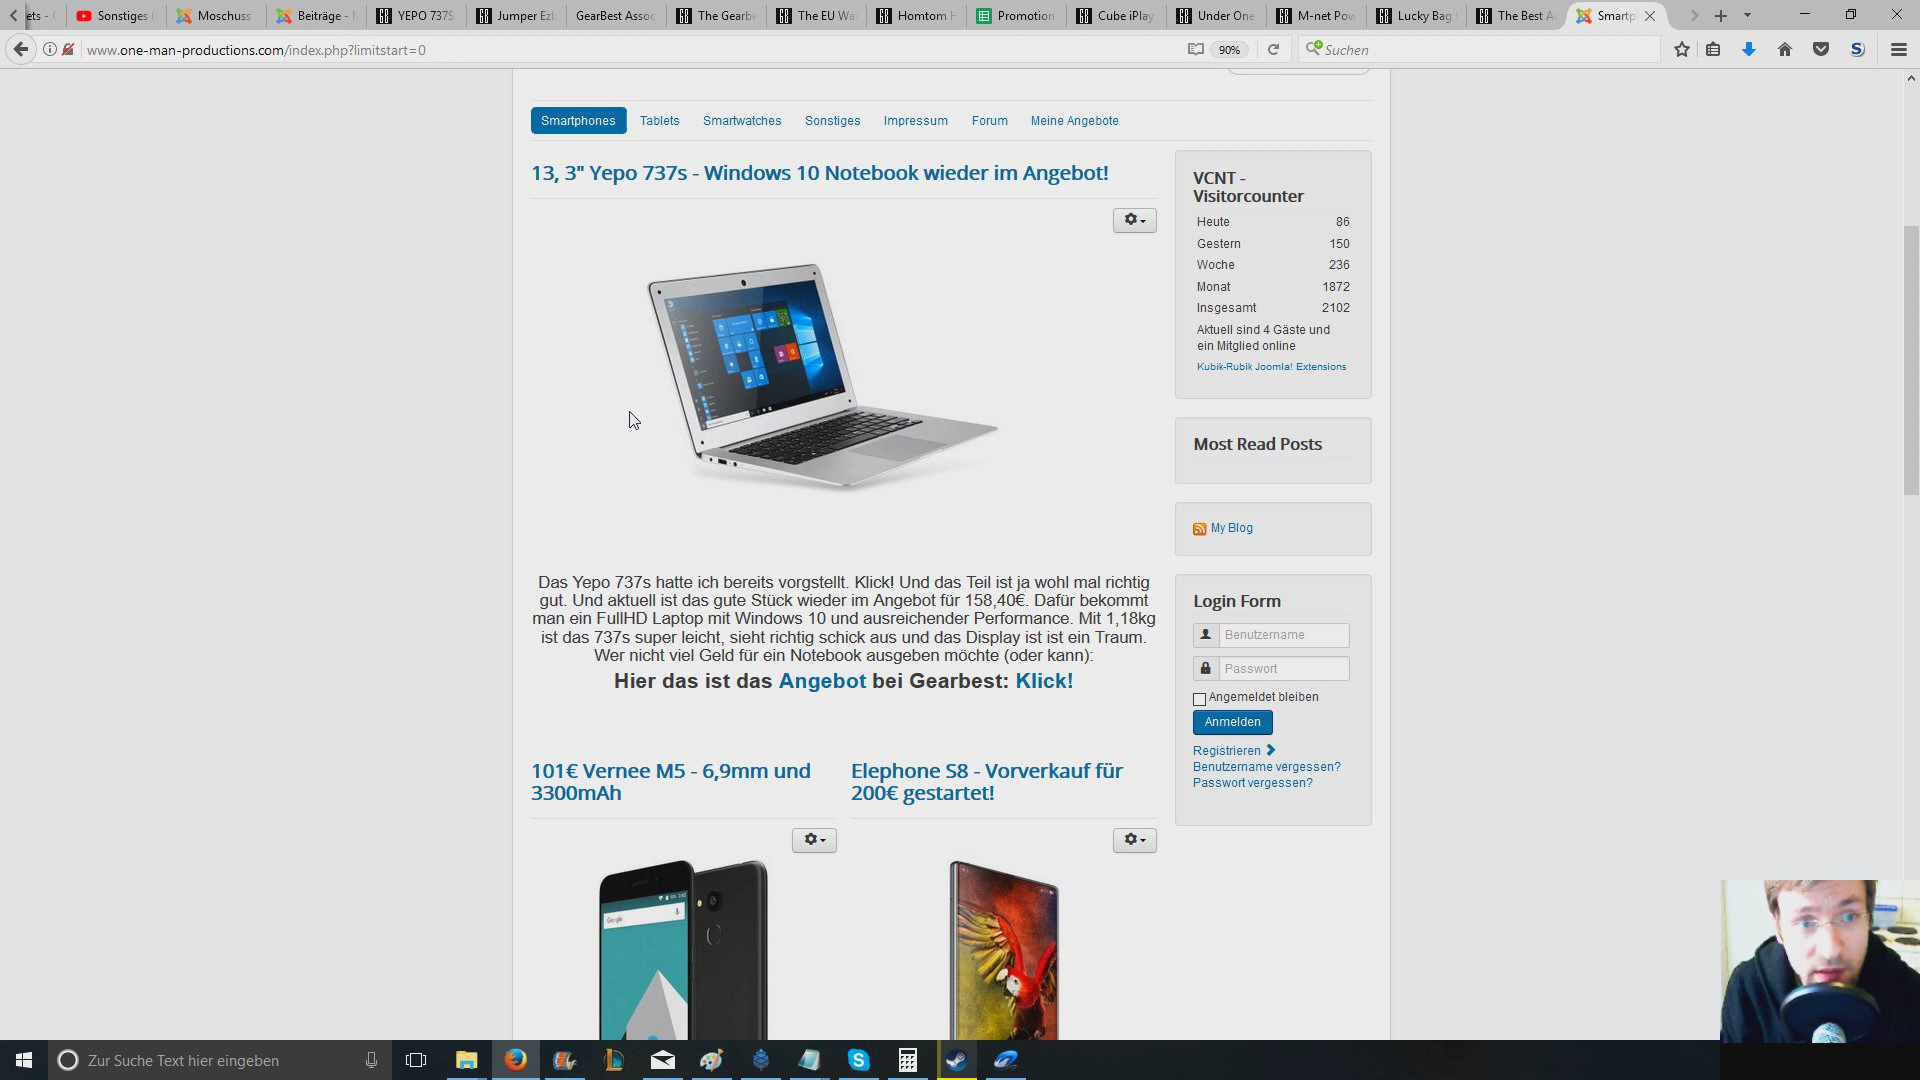 ets - G
Sonstiges (
Moschuss
Beiträge - M
YEPO 737S
Jumper Ezb
GearBest Assoc
The Gearbe
The EU Wa
Homtom H
Promotion
Cube iPlay
Under One
M-net Pow
Lucky Bag
The Best A
Smartp
www.one-man-productions.com/index.php?limitstart=0
90%
Suchen
Smartphones
Tablets
Smartwatches
Sonstiges
Impressum
Forum
Meine Angebote
13, 3" Yepo 737s - Windows 10 Notebook wieder im Angebot!
Das Yepo 737s hatte ich bereits vorgstellt. Klick! Und das Teil ist ja wohl mal richtig
gut. Und aktuell ist das gute Stück wieder im Angebot für 158,40€. Dafür bekommt
man ein FullHD Laptop mit Windows 10 und ausreichender Performance. Mit 1,18kg
ist das 737s super leicht, sieht richtig schick aus und das Display ist ist ein Traum.
Wer nicht viel Geld für ein Notebook ausgeben möchte (oder kann):
Hier das ist das Angebot bei Gearbest: Klick!
101€ Vernee M5 - 6,9mm und
3300mAh
Google
Elephone S8 - Vorverkauf für
200€ gestartet!
VCNT -
Visitorcounter
Heute 86
Gestern 150
Woche 236
Monat 1872
Insgesamt 2102
Aktuell sind 4 Gäste und
ein Mitglied online
Kubik-Rubik Joomla! Extensions
Most Read Posts
My Blog
Login Form
Benutzername
Passwort
Angemeldet bleiben
Anmelden
Registrieren
Benutzername vergessen?
Passwort vergessen?
Zur Suche Text hier eingeben